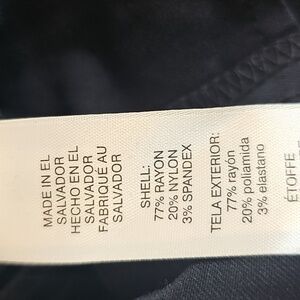 MADE IN EL
SALVADOR
HECHO EN EL
SALVADOR
FABRIQUÉ AU
SALVADOR
SHELL:
77% RAYON
20% NYLON
3% SPANDEX
TELA EXTERIOR:
77% rayón
20% poliamida
3% elastano
ÉTOFFE